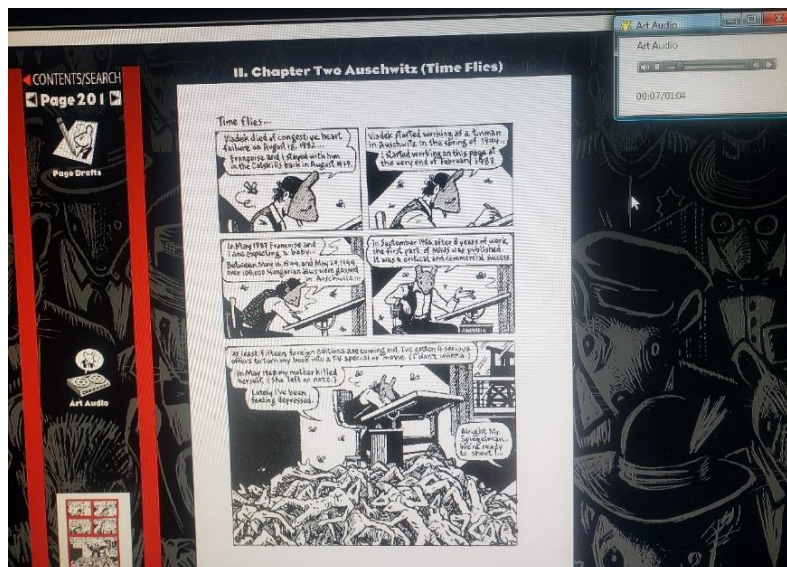 Art Audio
Art Audio
00:07/01:04
CONTENTS/SEARCH
Page 201
Page Drafts
Art Audio
II. Chapter Two Auschwitz (Time Flies)
Time flies...
Vladek died of congestive heart
failure on August 18, 1982...
Francoise and I stayed with him
in the Catskills back in August 1979.
Vladek started working as a tinman
in Auschwitz in the spring of 1944...
I started working on this page at
the very end of February 1987.
In May 1987 Francoise and
I are expecting a baby...
Between May 16, 1944, and May 24, 1944
over 100,000 Hungarian Jews were gassed
in Auschwitz...
In September 1986, after 8 years of work,
the first part of MAUS was published.
It was a critical and commercial success.
At least fifteen foreign editions are coming out. I've gotten 4 serious
offers to turn my book into a T.V. special or movie. (I don't wanna.)
In May 1968 my mother killed
herself. (She left no note.)
Lately I've been
feeling depressed.
Alright Mr.
Spiegelman...
We're ready
to shoot!...